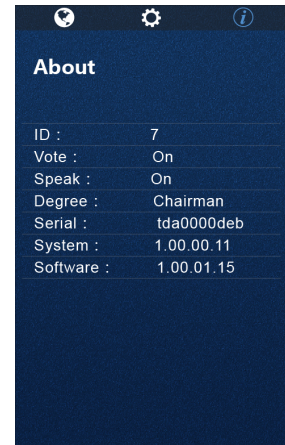 About
ID : 7
Vote : On
Speak : On
Degree : Chairman
Serial : tda0000deb
System : 1.00.00.11
Software : 1.00.01.15